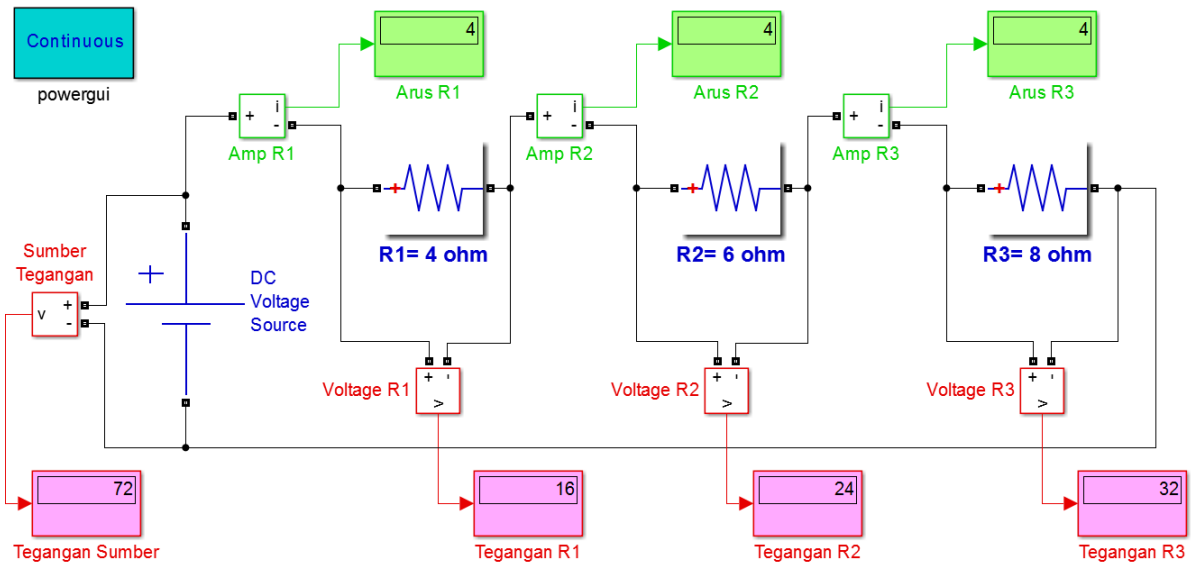 Continuous
powergui
4
Arus R1
4
Arus R2
4
Arus R3
+
i
-
Amp R1
+
i
-
Amp R2
+
i
-
Amp R3
+
R1= 4 ohm
+
R2= 6 ohm
+
R3= 8 ohm
Sumber
Tegangan
+
v
-
+
DC
Voltage
Source
Voltage R1
+ -
v
Voltage R2
+ -
v
Voltage R3
+ -
v
72
Tegangan Sumber
16
Tegangan R1
24
Tegangan R2
32
Tegangan R3